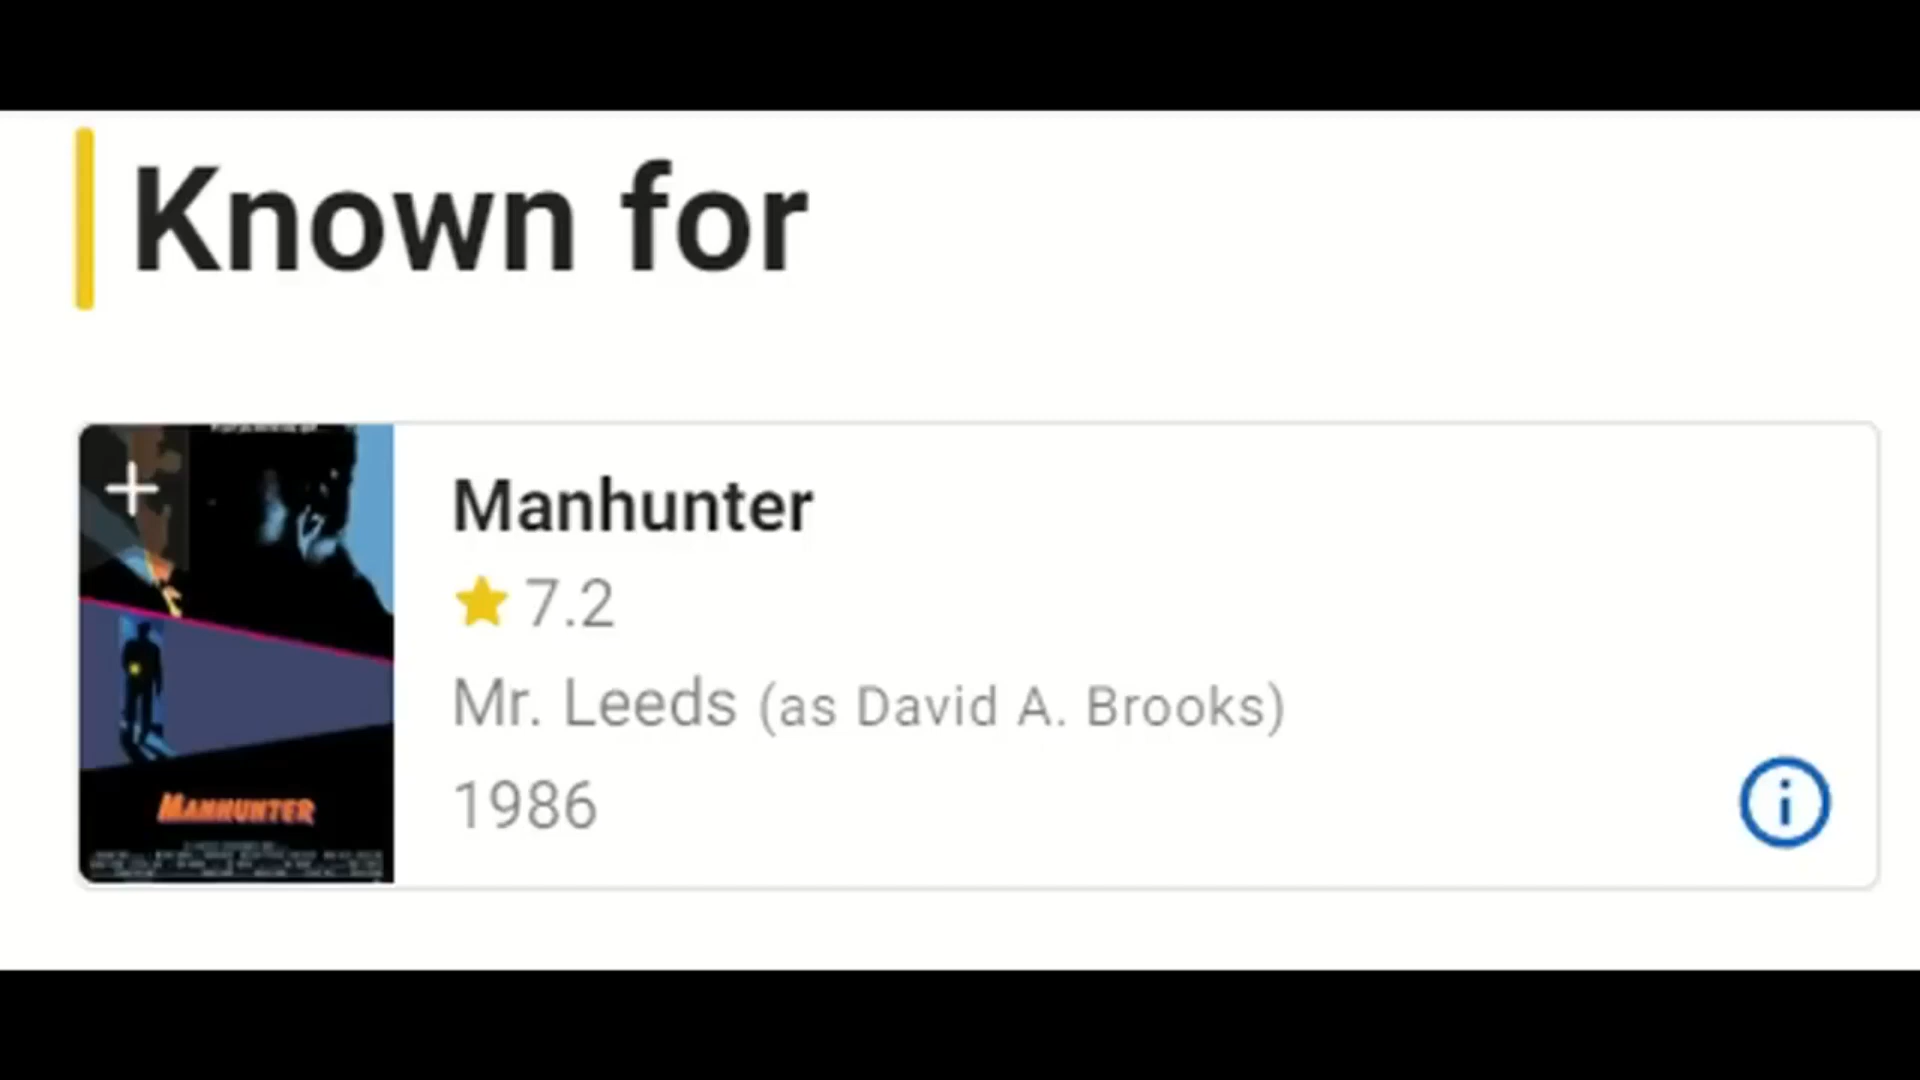 Known for
Manhunter
7.2
Mr. Leeds (as David A. Brooks)
1986
MANHUNTER